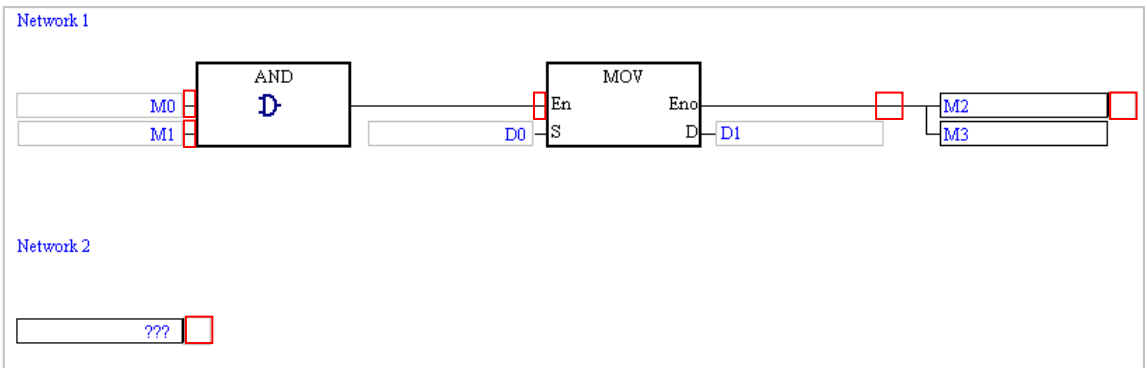 Network 1
AND MOV
M0 En Eno M2
M1 D0 S D D1 M3
Network 2
???